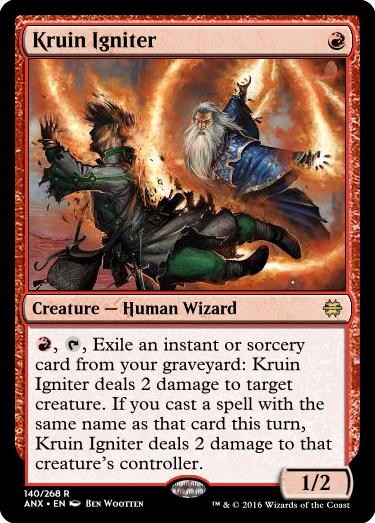 Kruin Igniter
Creature — Human Wizard
, , Exile an instant or sorcery
card from your graveyard: Kruin
Igniter deals 2 damage to target
creature. If you cast a spell with the
same name as that card this turn,
Kruin Igniter deals 2 damage to that
creature's controller.
1/2
140/268 R
ANX • EN Ben Wootten
™ & © 2016 Wizards of the Coast